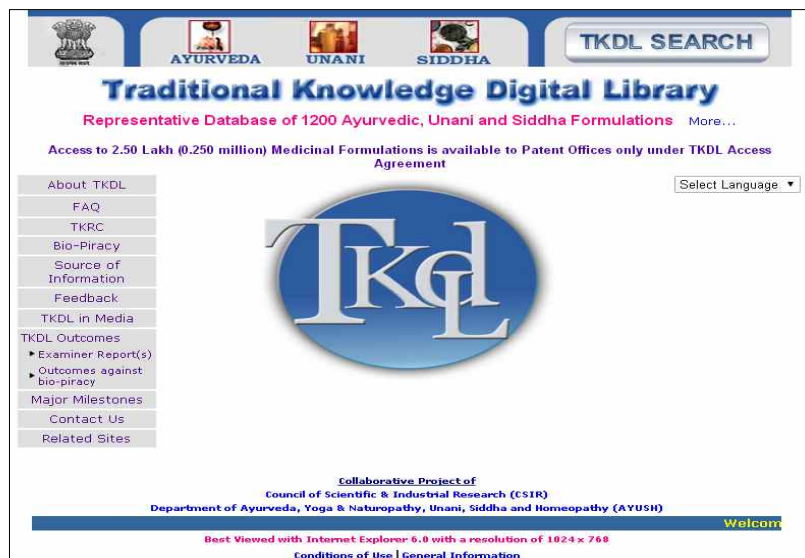 AYURVEDA
UNANI
SIDDHA
TKDL SEARCH
Traditional Knowledge Digital Library
Representative Database of 1200 Ayurvedic, Unani and Siddha Formulations More...
Access to 2.50 Lakh (0.250 million) Medicinal Formulations is available to Patent Offices only under TKDL Access
Agreement
Select Language
About TKDL
FAQ
TKRC
Bio-Piracy
Source of
Information
Feedback
TKDL in Media
TKDL Outcomes
Examiner Report(s)
Outcomes against
bio-piracy
Major Milestones
Contact Us
Related Sites
TKdL
Collaborative Project of
Council of Scientific & Industrial Research (CSIR)
Department of Ayurveda, Yoga & Naturopathy, Unani, Siddha and Homeopathy (AYUSH)
Welcom
Best Viewed with Internet Explorer 6.0 with a resolution of 1024 x 768
Conditions of Use | General Information